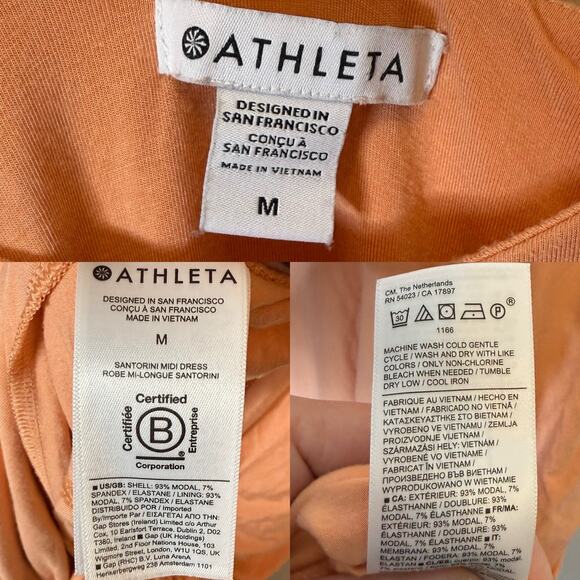 ATHLETA
DESIGNED IN
SAN FRANCISCO
CONÇU À
SAN FRANCISCO
MADE IN VIETNAM
M
ATHLETA
DESIGNED IN SAN FRANCISCO
CONÇU À SAN FRANCISCO
MADE IN VIETNAM
M
SANTORINI MIDI DRESS
ROBE MI-LONGUE SANTORINI
Certified
Certifiée
B
Entreprise
Corporation
US/GB: SHELL: 93% MODAL, 7%
SPANDEX / ELASTANE / LINING: 93%
MODAL, 7% SPANDEX / ELASTANE
DISTRIBUTED PO / Imported
By/Importe Par / ΕΙΣΑΓΕΤΑΙ ΑΠΟ ΤΗΝ
Gap Stores (Ireland) Limited c/o Arthur
Cox, 10 Earlsfort Terrace, Dublin 2, D02
T380, Ireland Gap (UK Holdings)
Limited, 2nd Floor Nations House, 103
Wigmore Street, London, W1U 1QS, UK
Gap (RHC) B.V. Luna Arena,
Herikerbergweg 238 Amsterdam 1101
CM, The Netherlands
RN 54023 / CA 17897
30
P
1166
MACHINE WASH COLD GENTLE
CYCLE / WASH AND DRY WITH LIKE
COLORS / ONLY NON-CHLORINE
BLEACH WHEN NEEDED / TUMBLE
DRY LOW / COOL IRON
FABRIQUE AU VIETNAM / HECHO EN
VIETNAM / FABRICADO NO VIETNÃ /
ΚΑΤΑΣΚΕΥΑΣΤΗΚΕ ΣΤΟ ΒΙΕΤΝΑΜ /
VYROBENO VE VIETNAMU / ZEMLJA
PROIZVODNJE VIJETNAM /
SZÁRMAZÁSI HELY: VIETNAM /
VYROBENÉ VO VIETNAME /
FABRICAT ÎN VIETNAM /
ПРОИЗВЕДЕНО ВЪВ ВИЕТНАМ /
WYPRODUKOWANO W WIETNAMIE
CA: EXTÉRIEUR: 93% MODAL, 7%
ÉLASTHANNE / DOUBLURE: 93%
MODAL, 7% ÉLASTHANNE FR/MA:
EXTÉRIEUR: 93% MODAL, 7%
ÉLASTHANNE / DOUBLURE: 93%
MODAL, 7% ÉLASTHANNE IT:
MEMBRANA: 93% MODAL, 7%
ELASTAN / FODERA: 93% MODAL, 7%